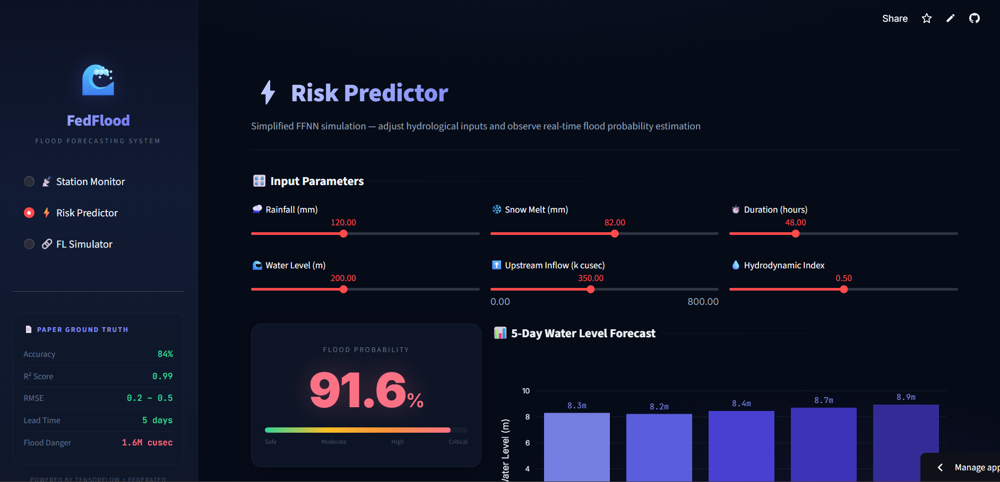 Share
FedFlood
FLOOD FORECASTING SYSTEM
Station Monitor
Risk Predictor
FL Simulator
PAPER GROUND TRUTH
Accuracy 84%
R² Score 0.99
RMSE 0.2 – 0.5
Lead Time 5 days
Flood Danger 1.6M cusec
POWERED BY TENSORFLOW + FEDERATED
Risk Predictor
Simplified FFNN simulation — adjust hydrological inputs and observe real-time flood probability estimation
Input Parameters
Rainfall (mm)
120.00
Snow Melt (mm)
82.00
Duration (hours)
48.00
Water Level (m)
200.00
Upstream Inflow (k cusec)
350.00
0.00 800.00
Hydrodynamic Index
0.50
FLOOD PROBABILITY
91.6%
Safe Moderate High Critical
5-Day Water Level Forecast
Water Level (m)
10
8
6
4
8.3m 8.2m 8.4m 8.7m 8.9m
Manage app